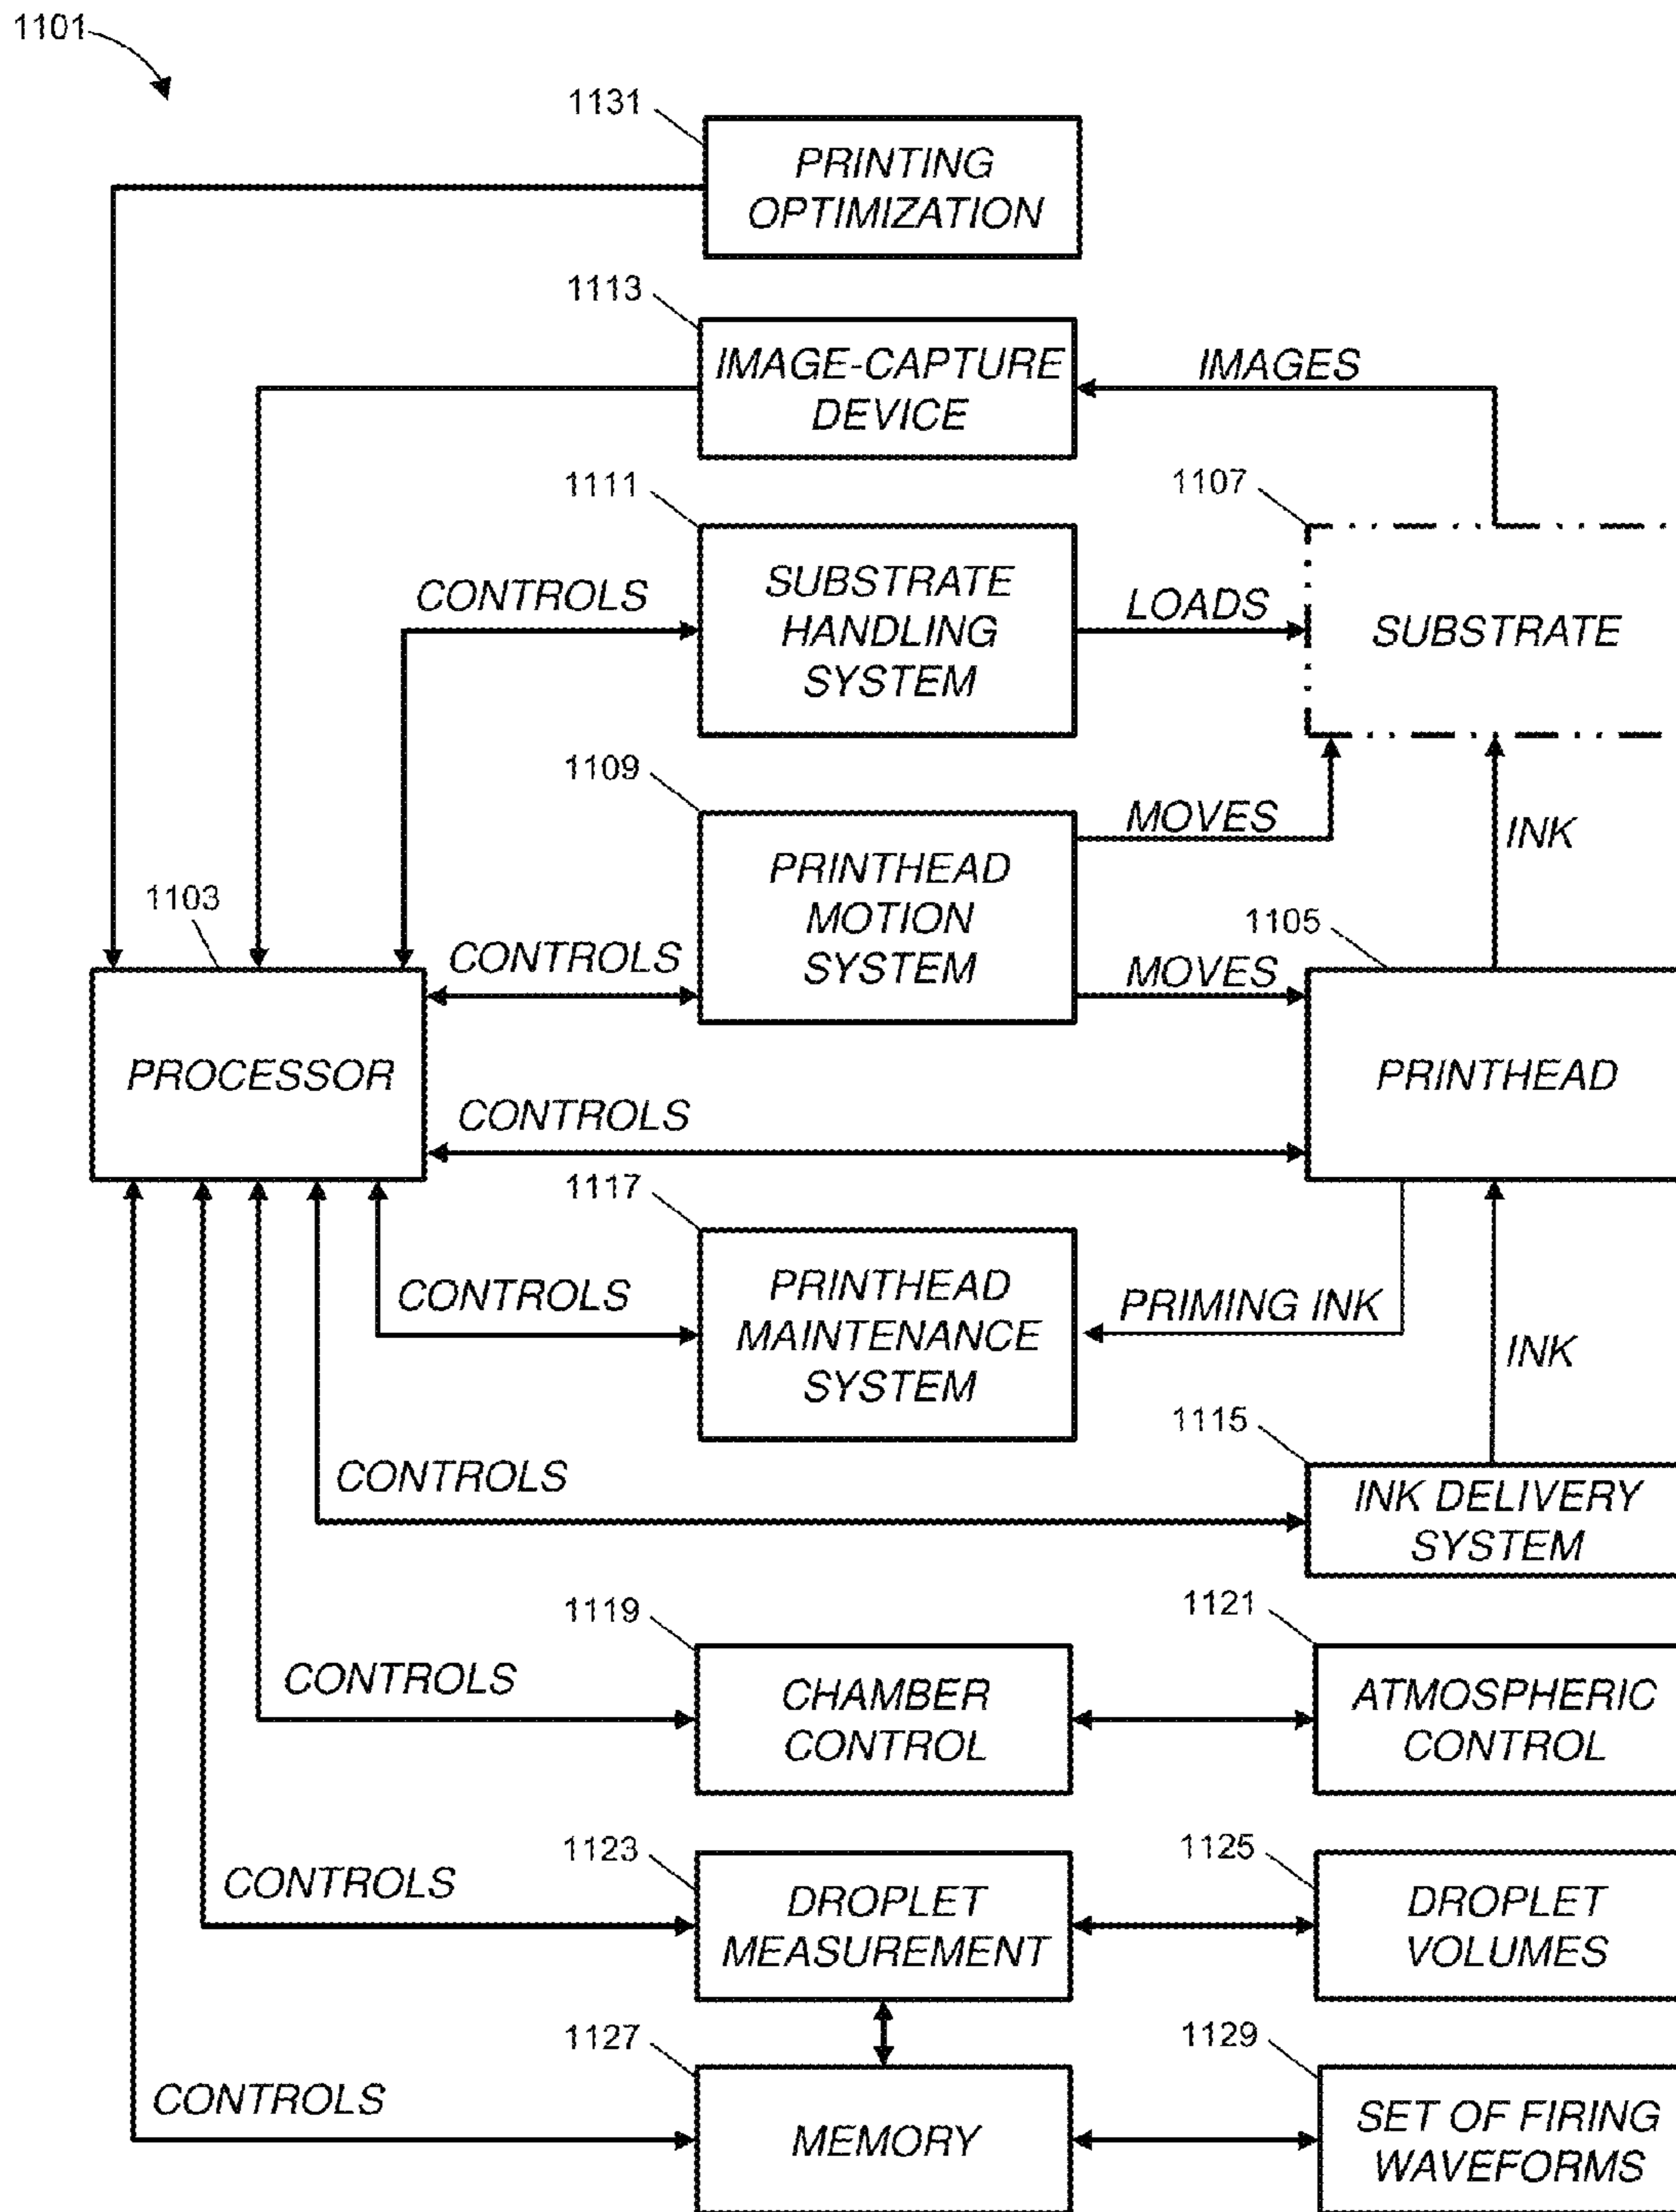 1101
1131
PRINTING
OPTIMIZATION
1113
IMAGE-CAPTURE
DEVICE
IMAGES
1111
SUBSTRATE
HANDLING
SYSTEM
CONTROLS
LOADS
1107
SUBSTRATE
1109
PRINTHEAD
MOTION
SYSTEM
MOVES
MOVES
INK
1103
PROCESSOR
CONTROLS
1105
PRINTHEAD
CONTROLS
1117
PRINTHEAD
MAINTENANCE
SYSTEM
CONTROLS
PRIMING INK
INK
1115
INK DELIVERY
SYSTEM
CONTROLS
1119
CHAMBER
CONTROL
CONTROLS
1121
ATMOSPHERIC
CONTROL
1123
DROPLET
MEASUREMENT
CONTROLS
1125
DROPLET
VOLUMES
1127
MEMORY
CONTROLS
1129
SET OF FIRING
WAVEFORMS